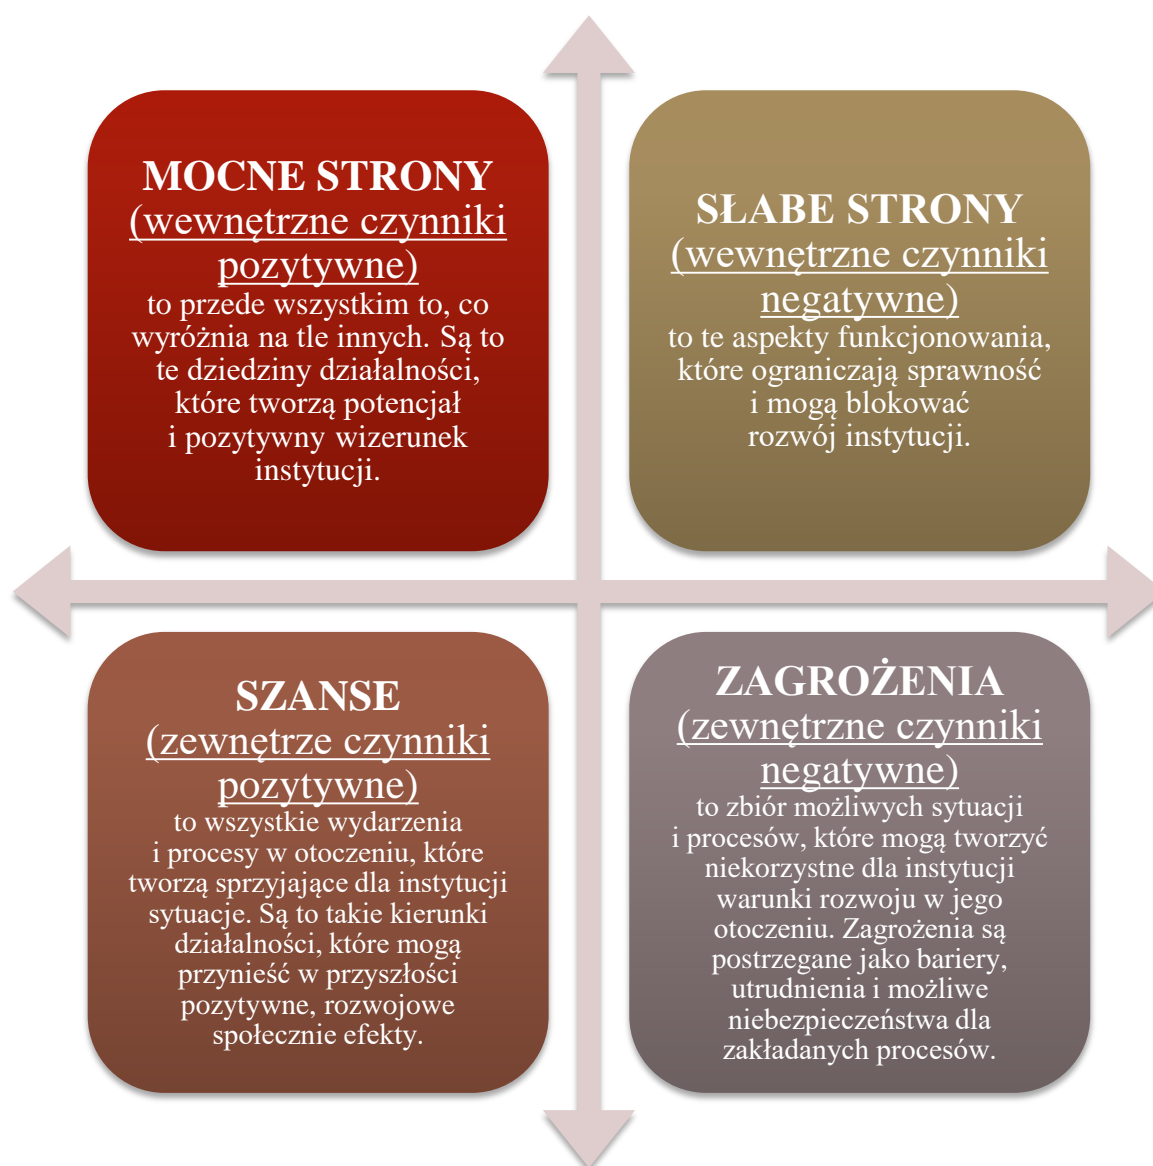 MOCNE STRONY
(wewnętrzne czynniki
pozytywne)
to przede wszystkim to, co
wyróżnia na tle innych. Są to
te dziedziny działalności,
które tworzą potencjał
i pozytywny wizerunek
instytucji.
SŁABE STRONY
(wewnętrzne czynniki
negatywne)
to te aspekty funkcjonowania,
które ograniczają sprawność
i mogą blokować
rozwój instytucji.
SZANSE
(zewnętrze czynniki
pozytywne)
to wszystkie wydarzenia
i procesy w otoczeniu, które
tworzą sprzyjające dla instytucji
sytuacje. Są to takie kierunki
działalności, które mogą
przynieść w przyszłości
pozytywne, rozwojowe
społecznie efekty.
ZAGROŻENIA
(zewnętrzne czynniki
negatywne)
to zbiór możliwych sytuacji
i procesów, które mogą tworzyć
niekorzystne dla instytucji
warunki rozwoju w jego
otoczeniu. Zagrożenia są
postrzegane jako bariery,
utrudnienia i możliwe
niebezpieczeństwa dla
zakładanych procesów.